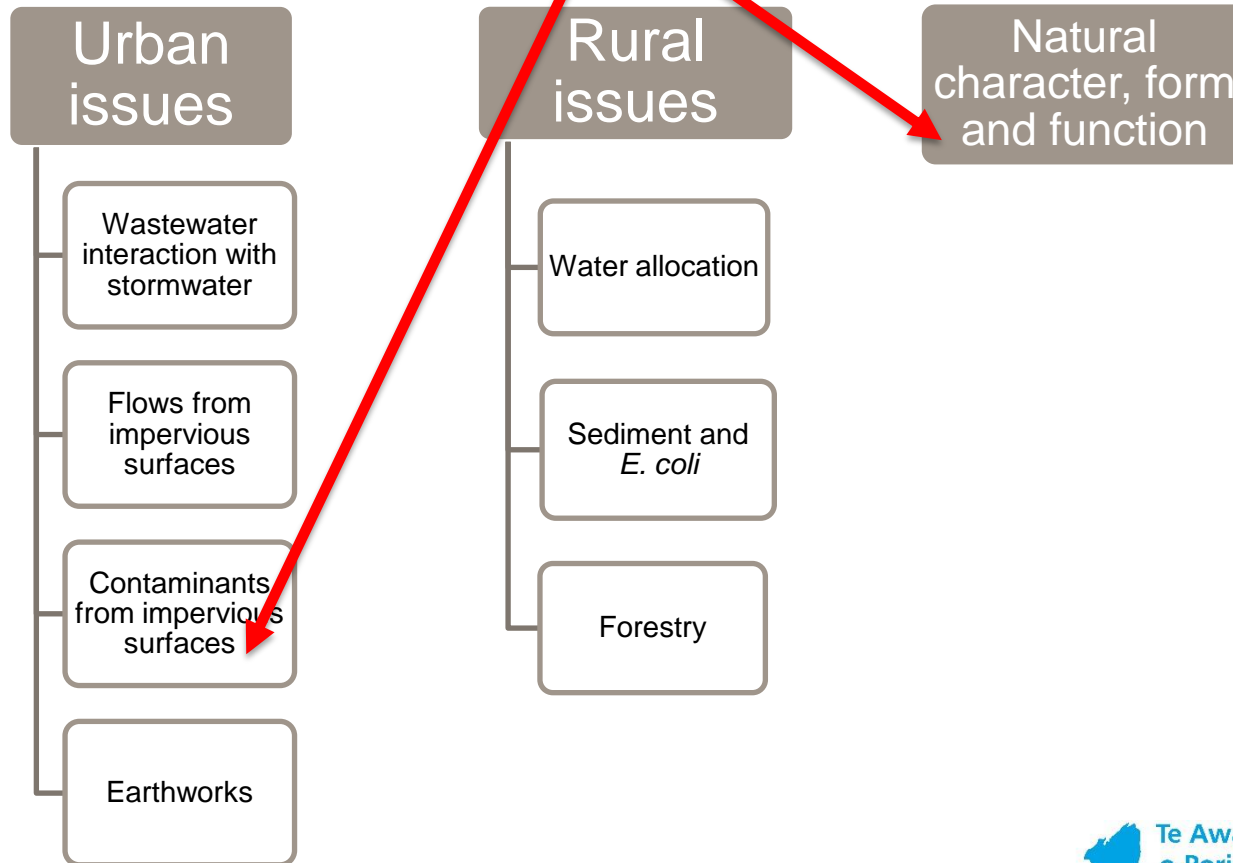 Urban
issues
Wastewater
interaction with
stormwater
Flows from
impervious
surfaces
Contaminants
from impervious
surfaces
Earthworks
Rural
issues
Water allocation
Sediment and
E. coli
Forestry
Natural
character, form
and function
Te